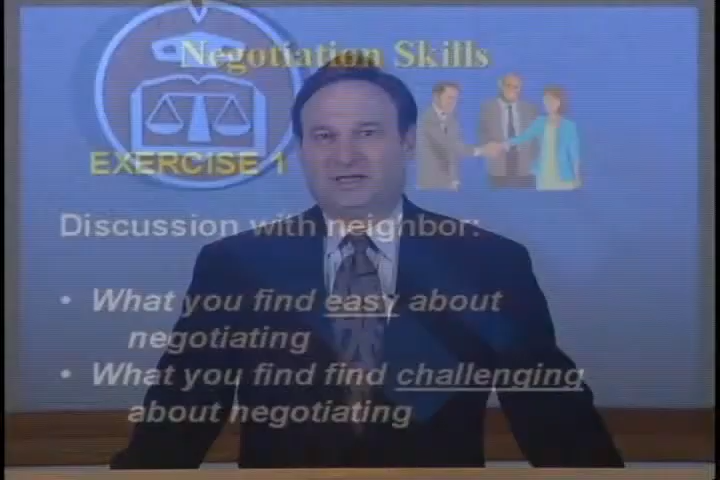 Negotiation Skills
EXERCISE 1
Discussion with neighbor:
• What you find easy about
negotiating
• What you find find challenging
about negotiating